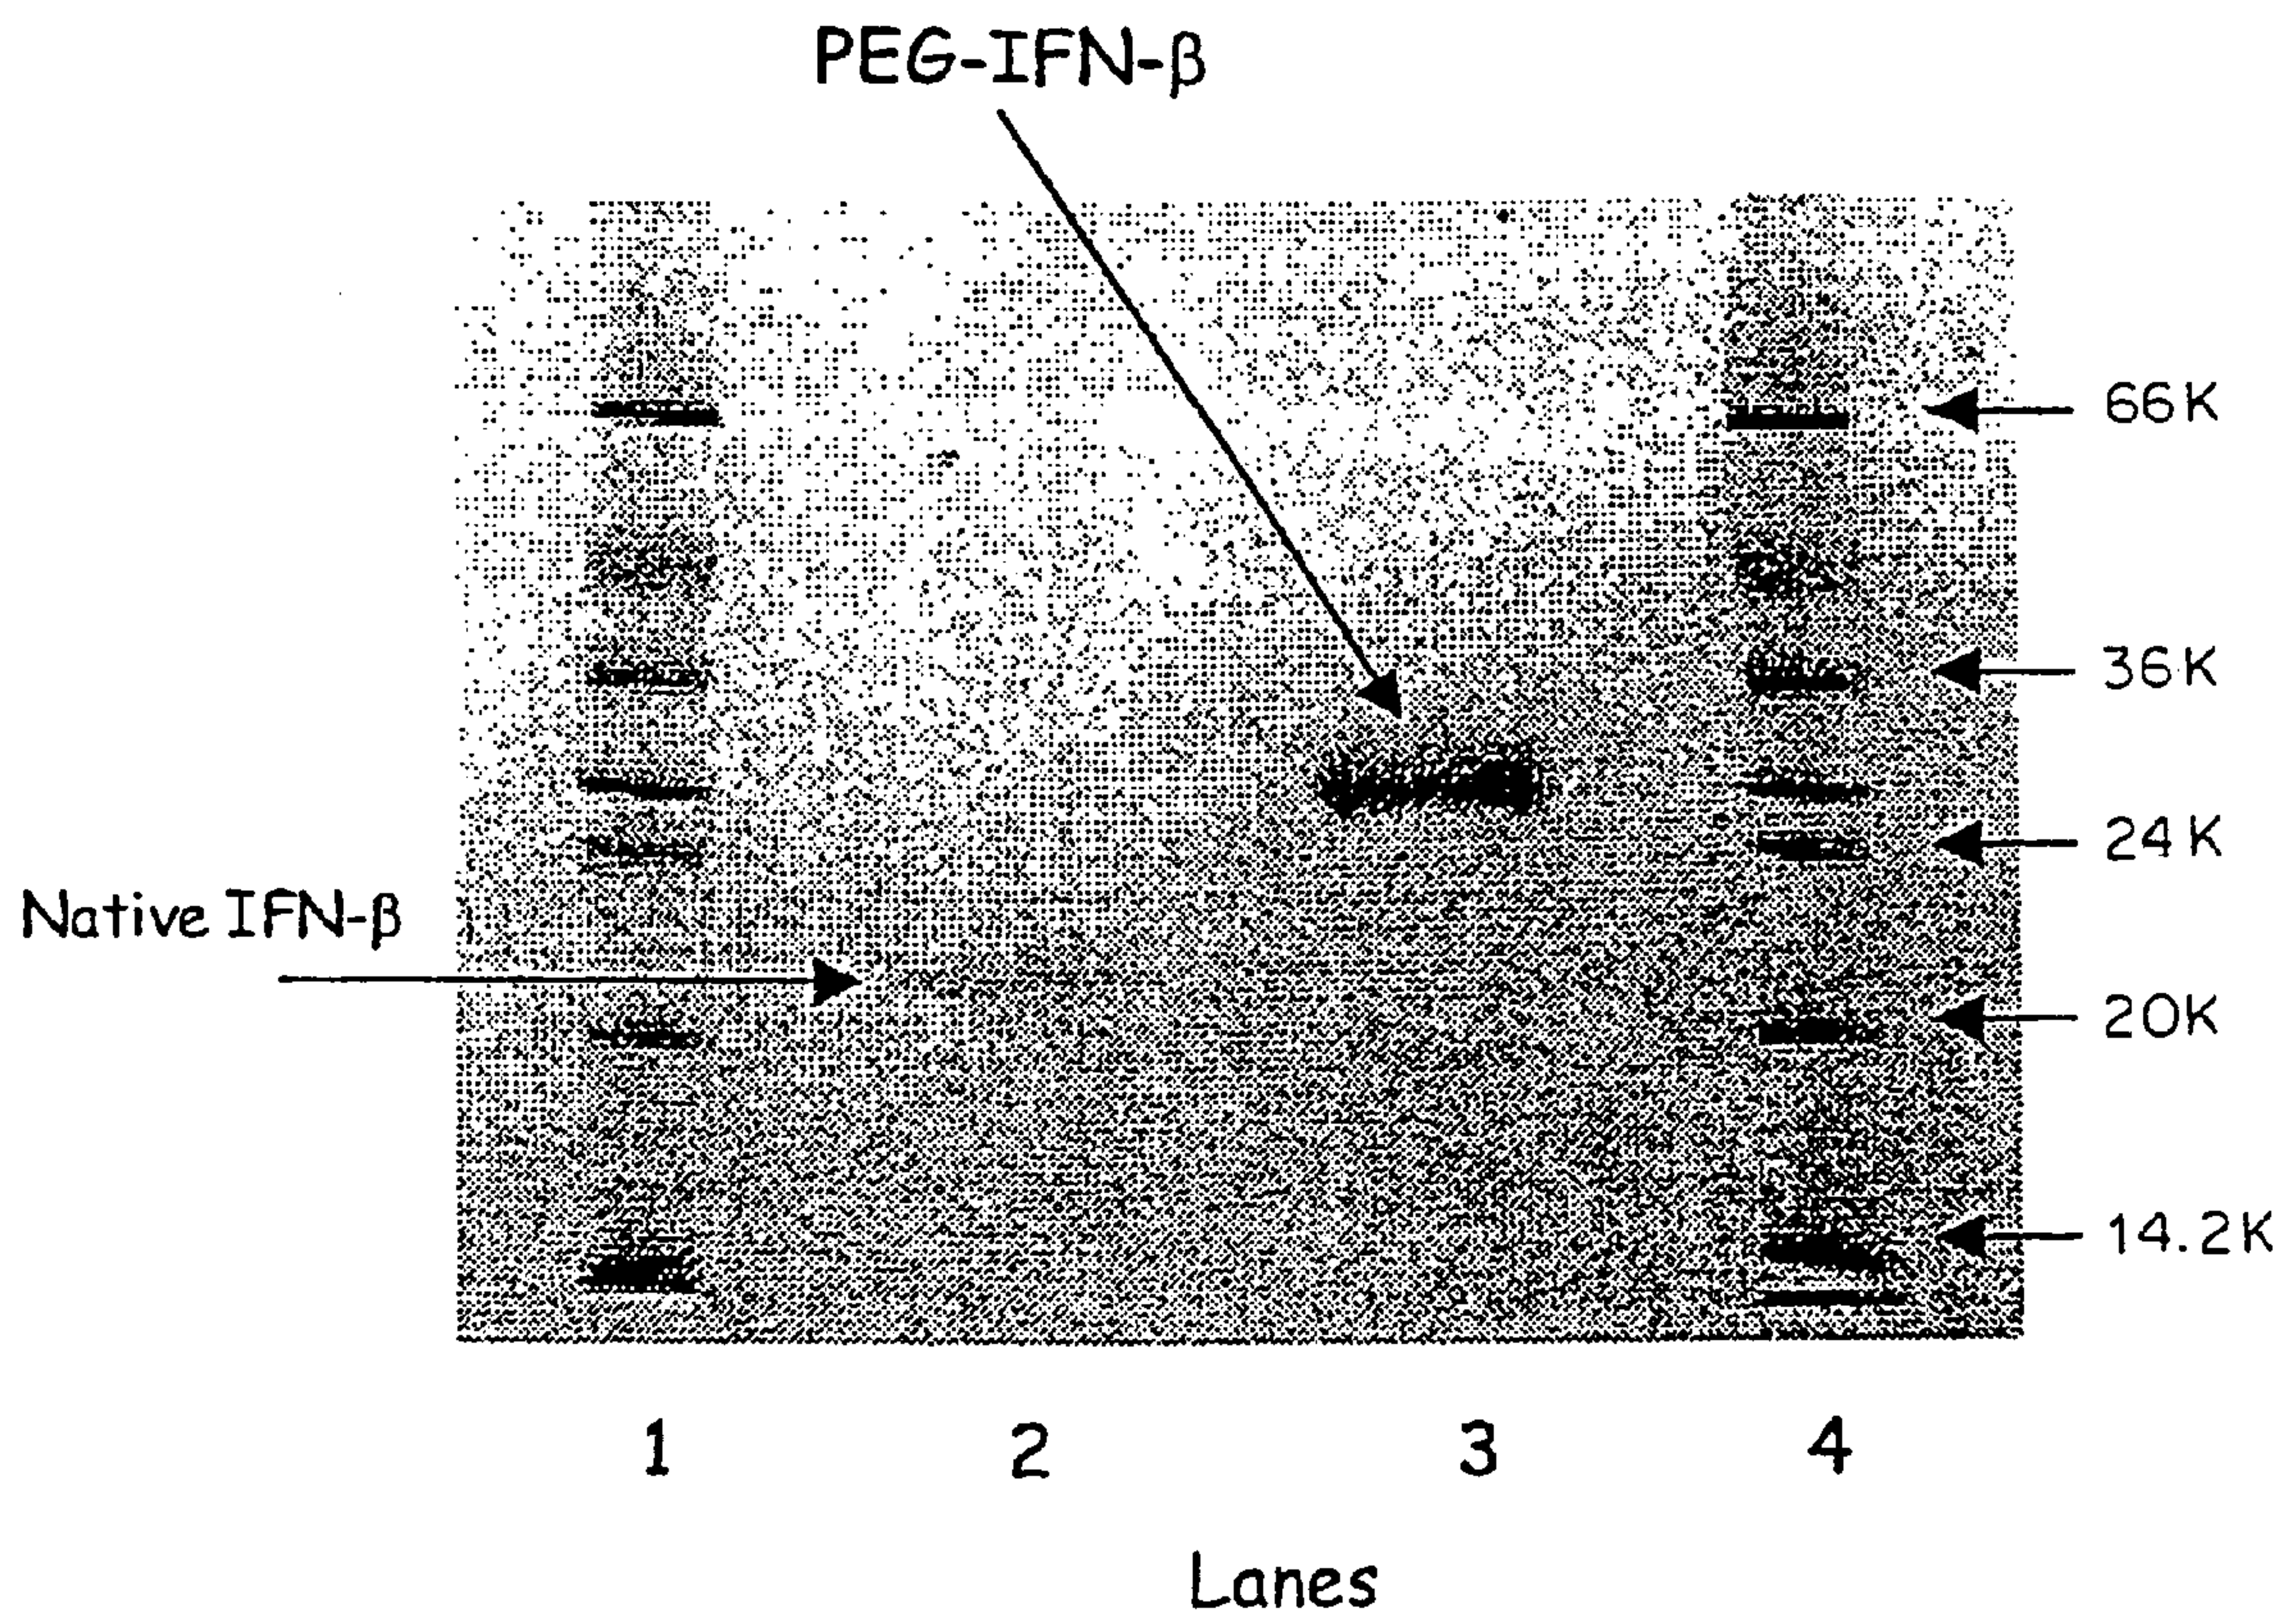 PEG-IFN-β
66K
36K
24K
Native IFN-β
20K
14.2K
1 2 3 4
Lanes